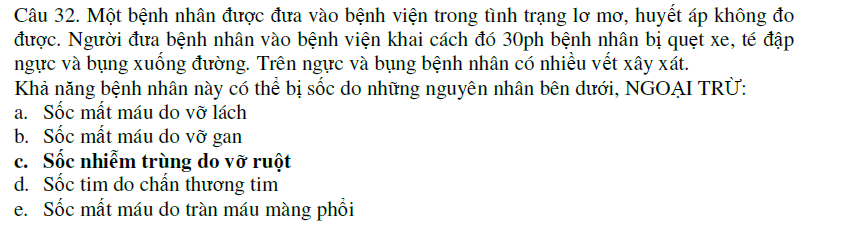 Câu 32. Một bệnh nhân được đưa vào bệnh viện trong tình trạng lơ mơ, huyết áp không đo
được. Người đưa bệnh nhân vào bệnh viện khai cách đó 30ph bệnh nhân bị quẹt xe, té đập
ngực và bụng xuống đường. Trên ngực và bụng bệnh nhân có nhiều vết xây xát.
Khả năng bệnh nhân này có thể bị sốc do những nguyên nhân bên dưới, NGOẠI TRỪ:
a. Sốc mất máu do vỡ lách
b. Sốc mất máu do vỡ gan
c. Sốc nhiễm trùng do vỡ ruột
d. Sốc tim do chấn thương tim
e. Sốc mất máu do tràn máu màng phổi